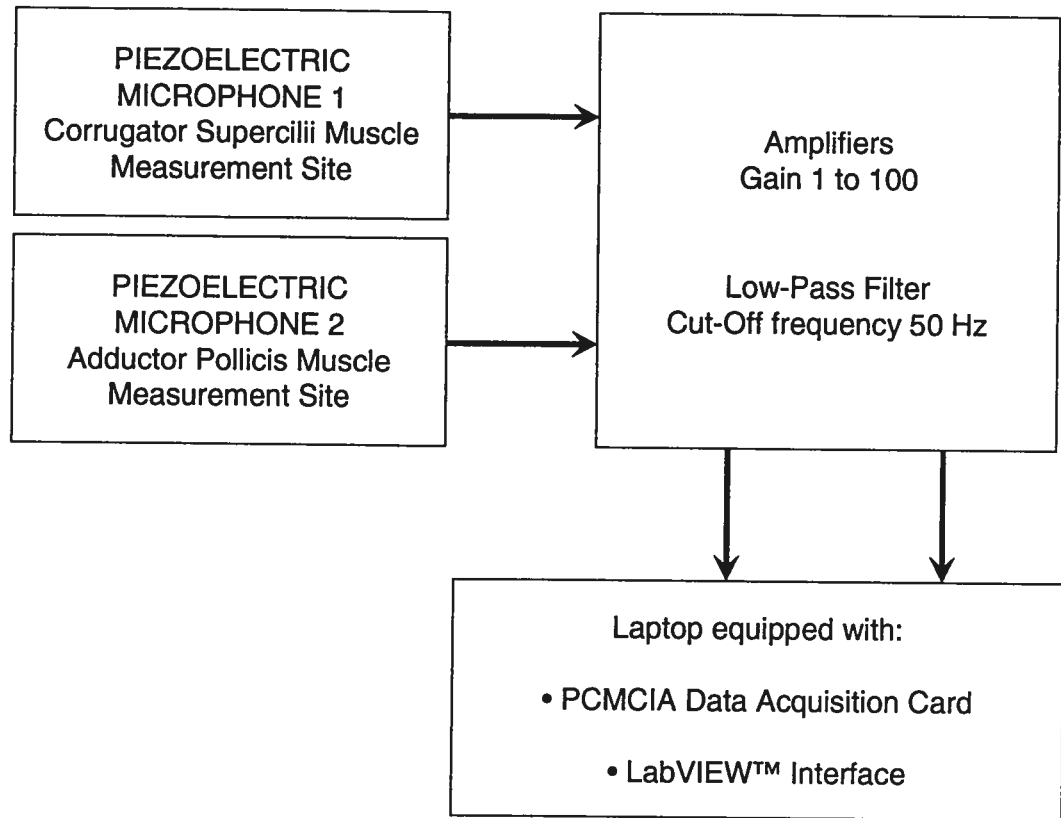 PIEZOELECTRIC
MICROPHONE 1
Corrugator Supercilii Muscle
Measurement Site
PIEZOELECTRIC
MICROPHONE 2
Adductor Pollicis Muscle
Measurement Site
Amplifiers
Gain 1 to 100
Low-Pass Filter
Cut-Off frequency 50 Hz
Laptop equipped with:
• PCMCIA Data Acquisition Card
• LabVIEW™ Interface